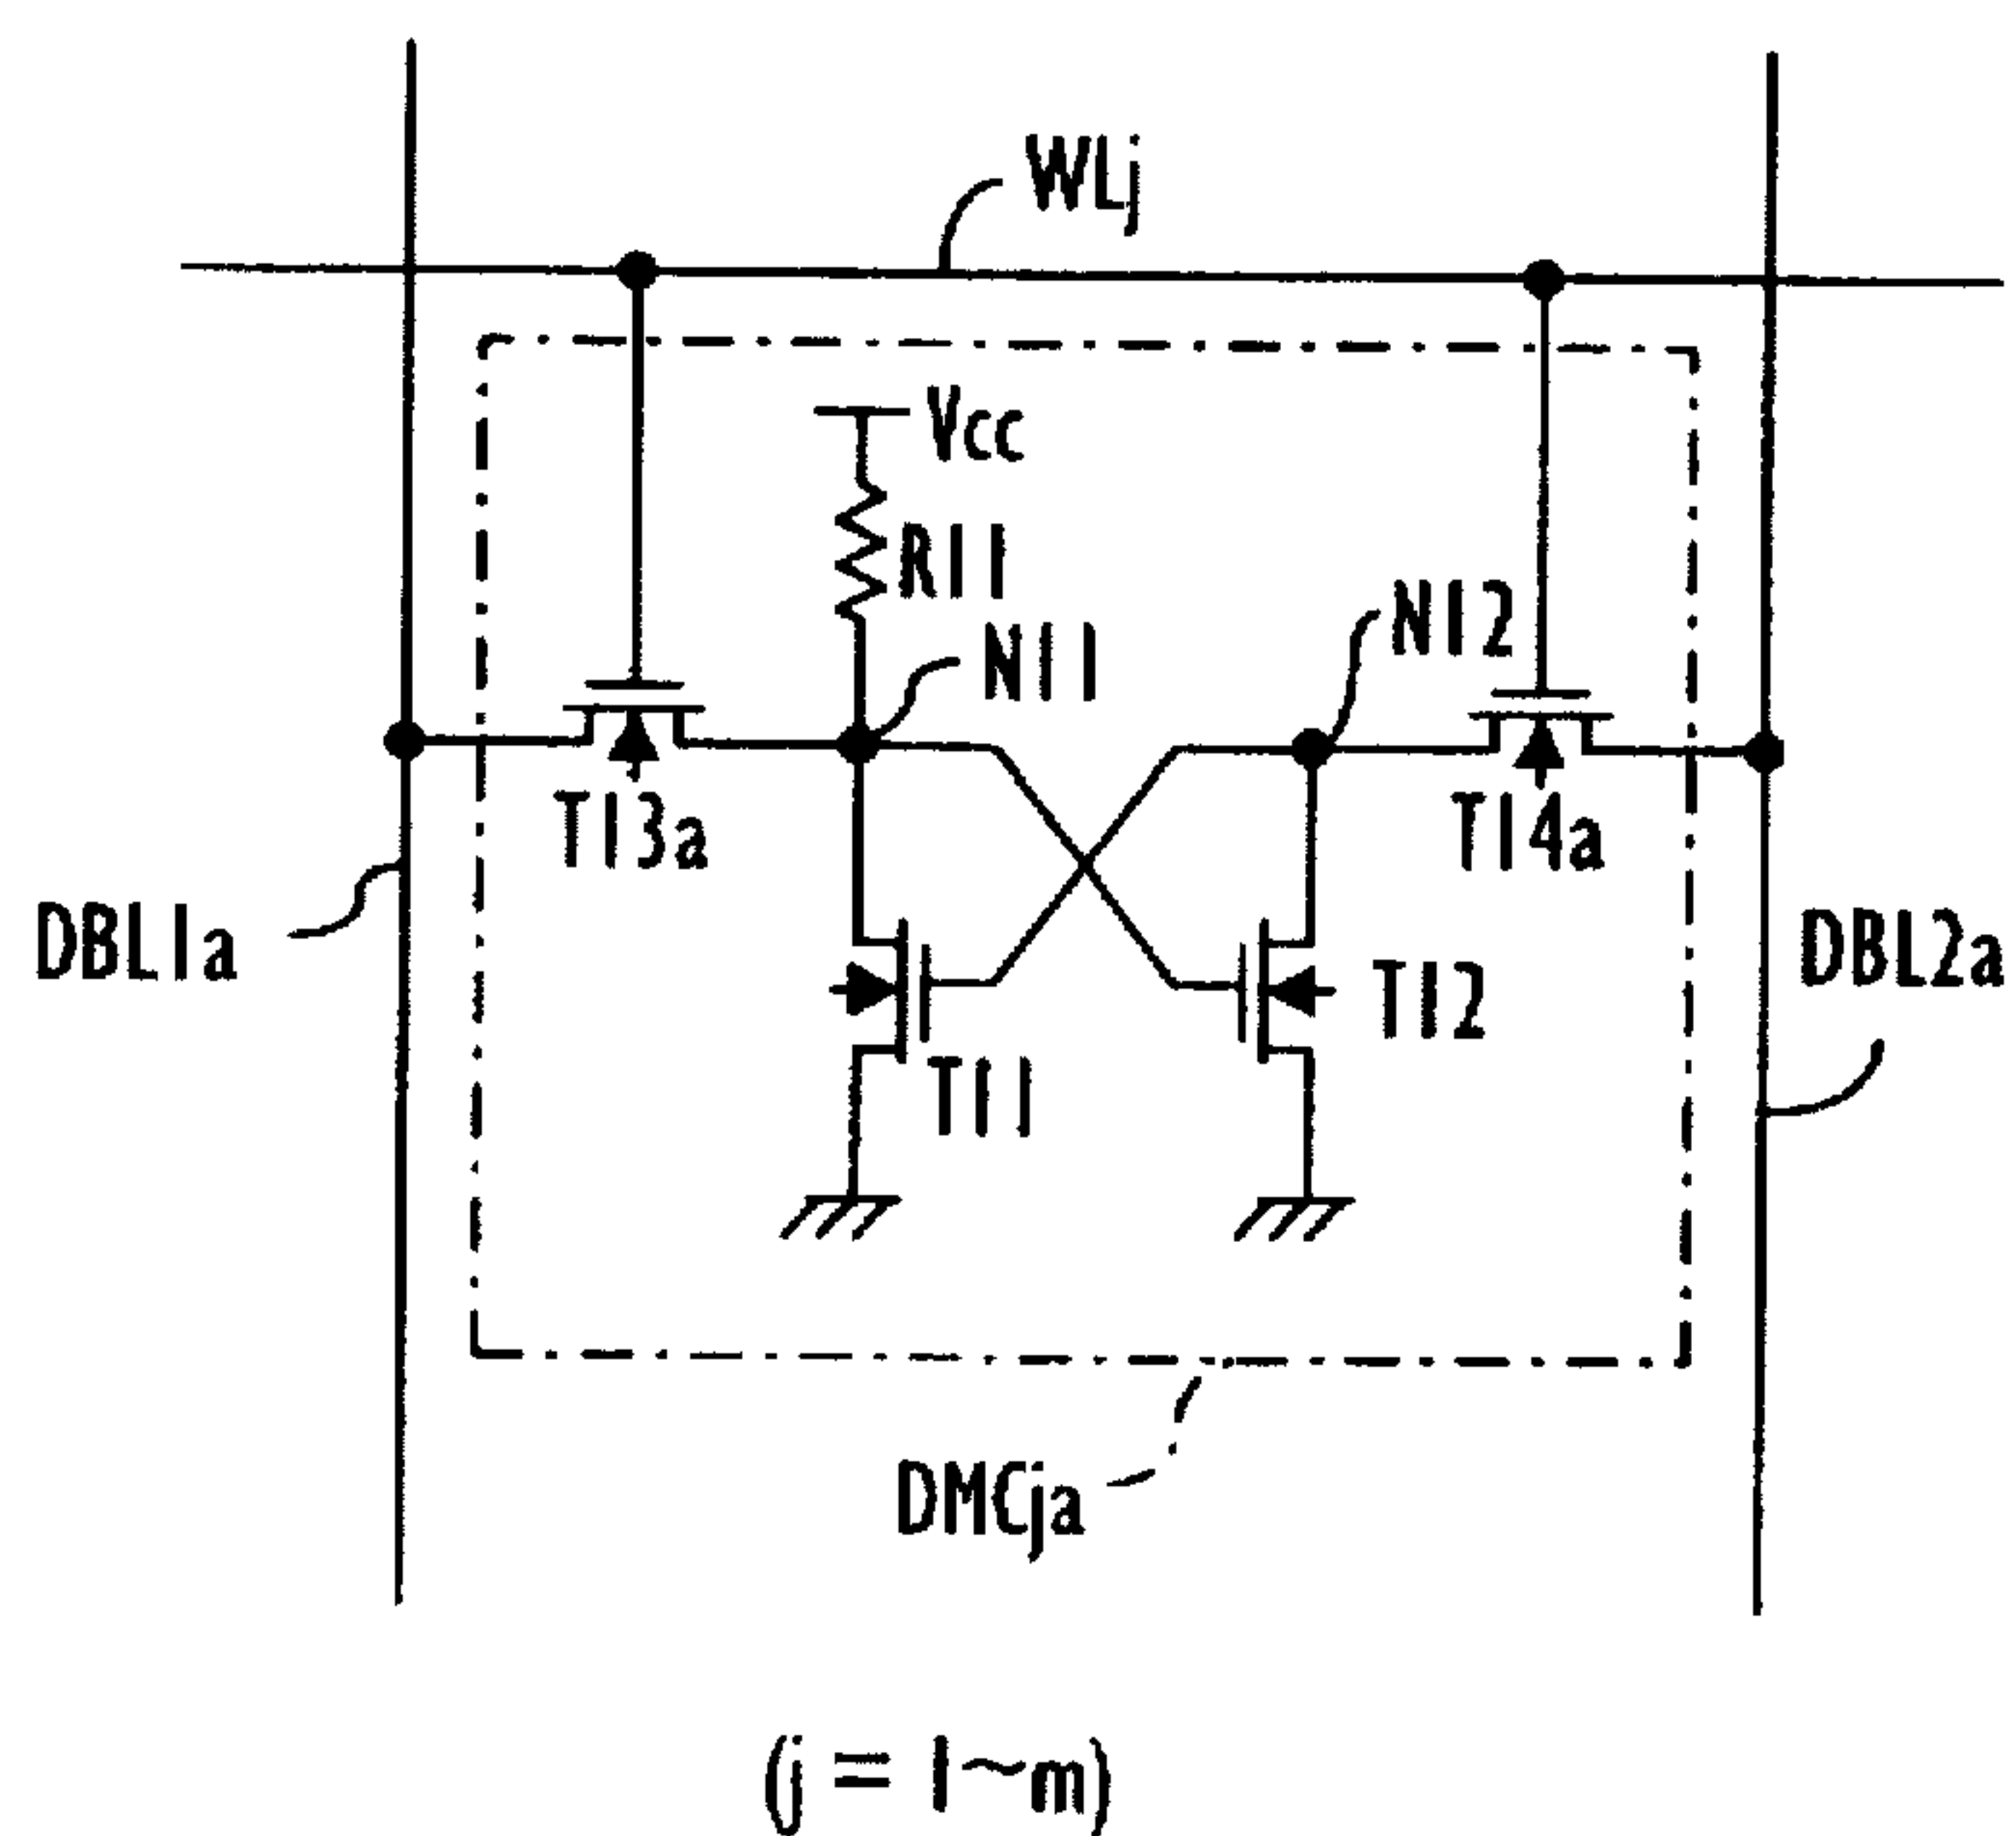 WLj
Vcc
R11
N11
N12
T13a
T14a
DBL1a
DBL2a
T12
T11
DMCja
(j = 1~m)